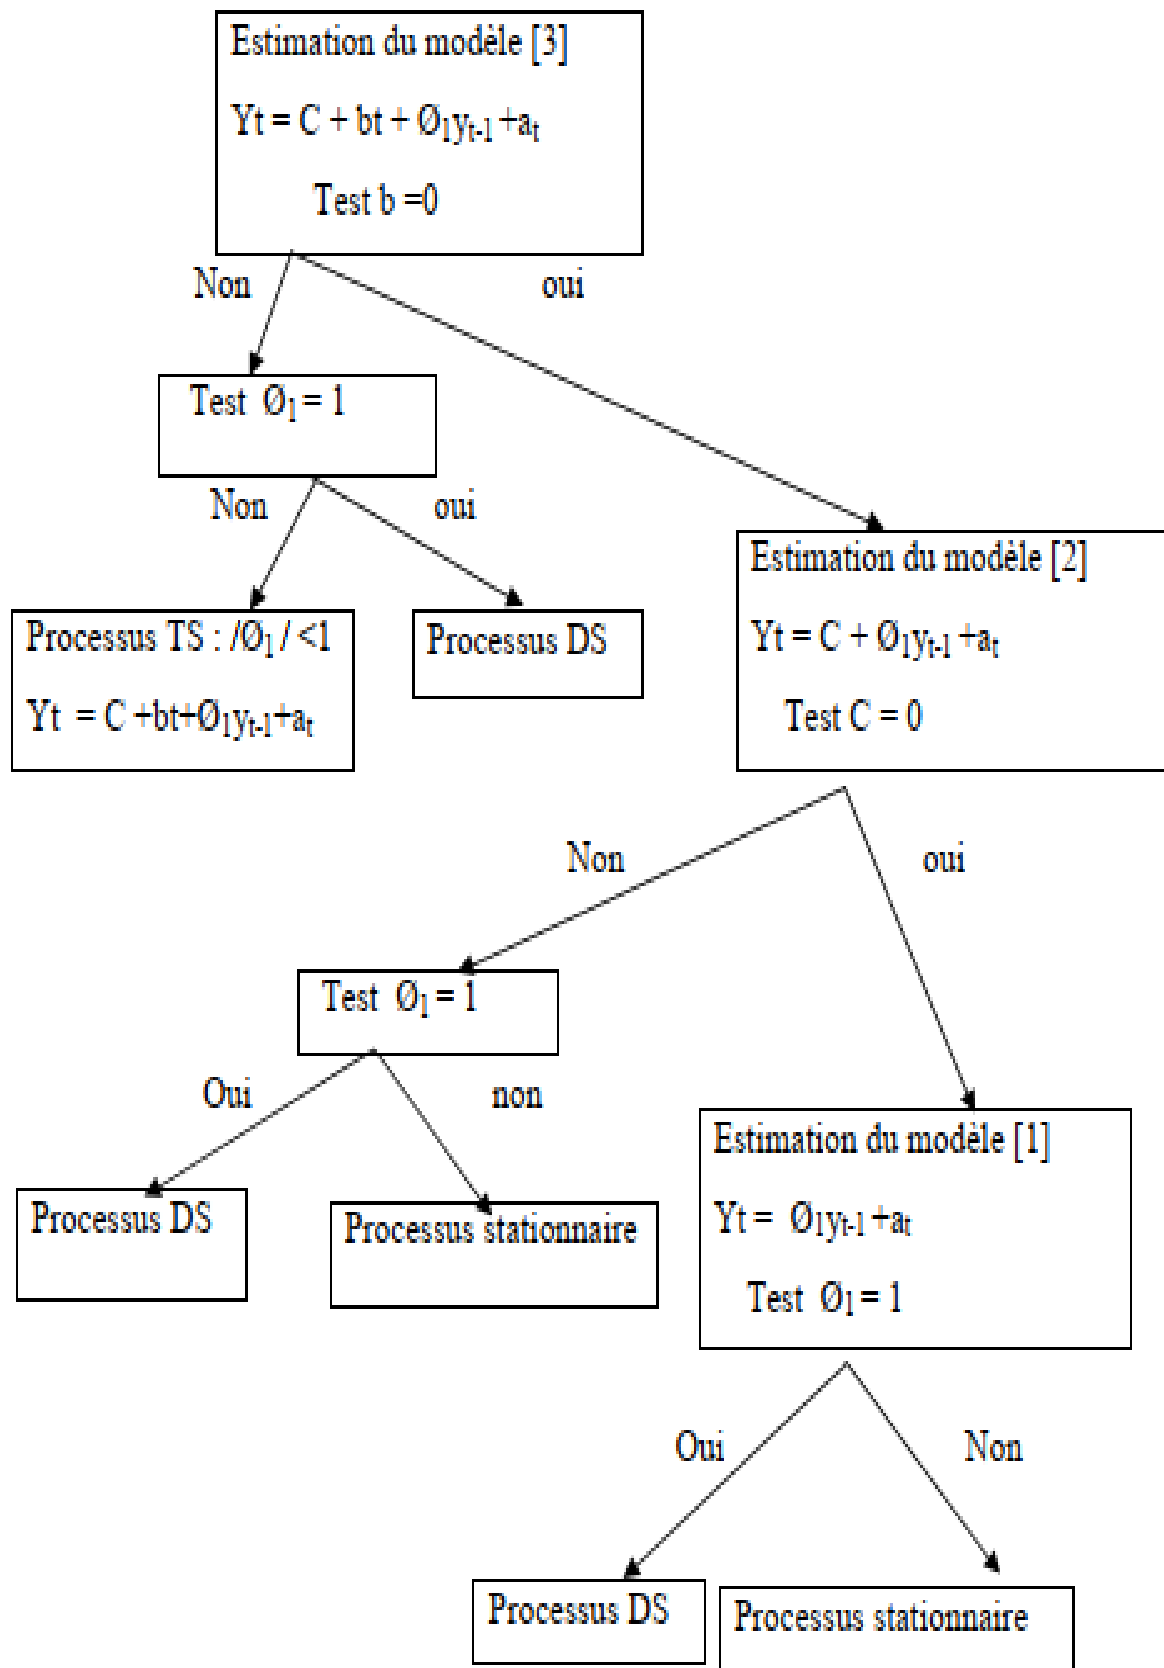 Estimation du modèle [3]
Yt = C + bt + Ø₁yₜ₋₁ +aₜ
Test b =0
Non
oui
Test Ø₁ = 1
Non
oui
Processus TS : /Ø₁ / <1
Yt = C +bt+Ø₁yₜ₋₁+aₜ
Processus DS
Estimation du modèle [2]
Yt = C + Ø₁yₜ₋₁ +aₜ
Test C = 0
Non
oui
Test Ø₁ = 1
Oui
non
Processus DS
Processus stationnaire
Estimation du modèle [1]
Yt = Ø₁yₜ₋₁ +aₜ
Test Ø₁ = 1
Oui
Non
Processus DS
Processus stationnaire